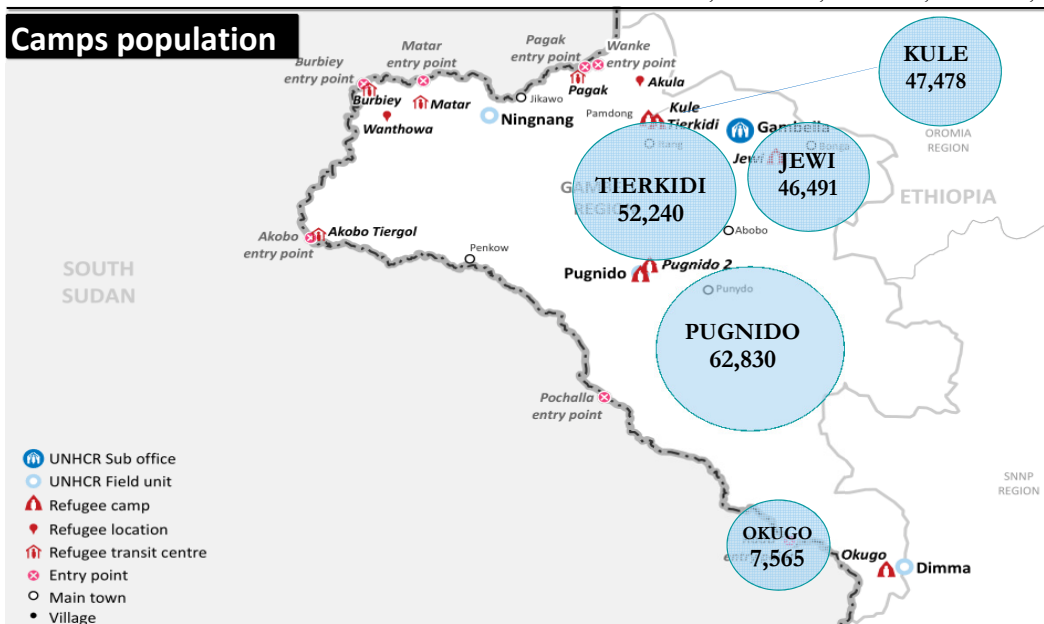 Camps population
Burbiey
entry point
Matar
entry point
Pagak
entry point
Wanke
entry point
KULE
47,478
Burbiey
Matar
Wanthowa
Jikawo
Ningnang
Pagak
Akula
Pamdong
Kule
Tierkidi
Itang
Gambella
Bonga
OROMIA
REGION
Jewi
JEWI
46,491
TIERKIDI
52,240
REGION
ETHIOPIA
Abobo
Akobo
entry point
Akobo Tiergol
Penkow
SOUTH
SUDAN
Pugnido
Pugnido 2
Punydo
PUGNIDO
62,830
Pochalla
entry point
SNNP
REGION
OKUGO
7,565
Okugo
Dimma
UNHCR Sub office
UNHCR Field unit
Refugee camp
Refugee location
Refugee transit centre
Entry point
Main town
Village